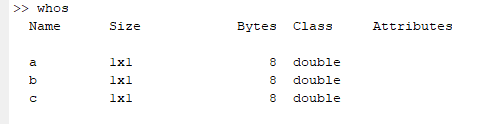 >> whos
  Name      Size            Bytes  Class     Attributes

  a         1x1                 8  double
  b         1x1                 8  double
  c         1x1                 8  double